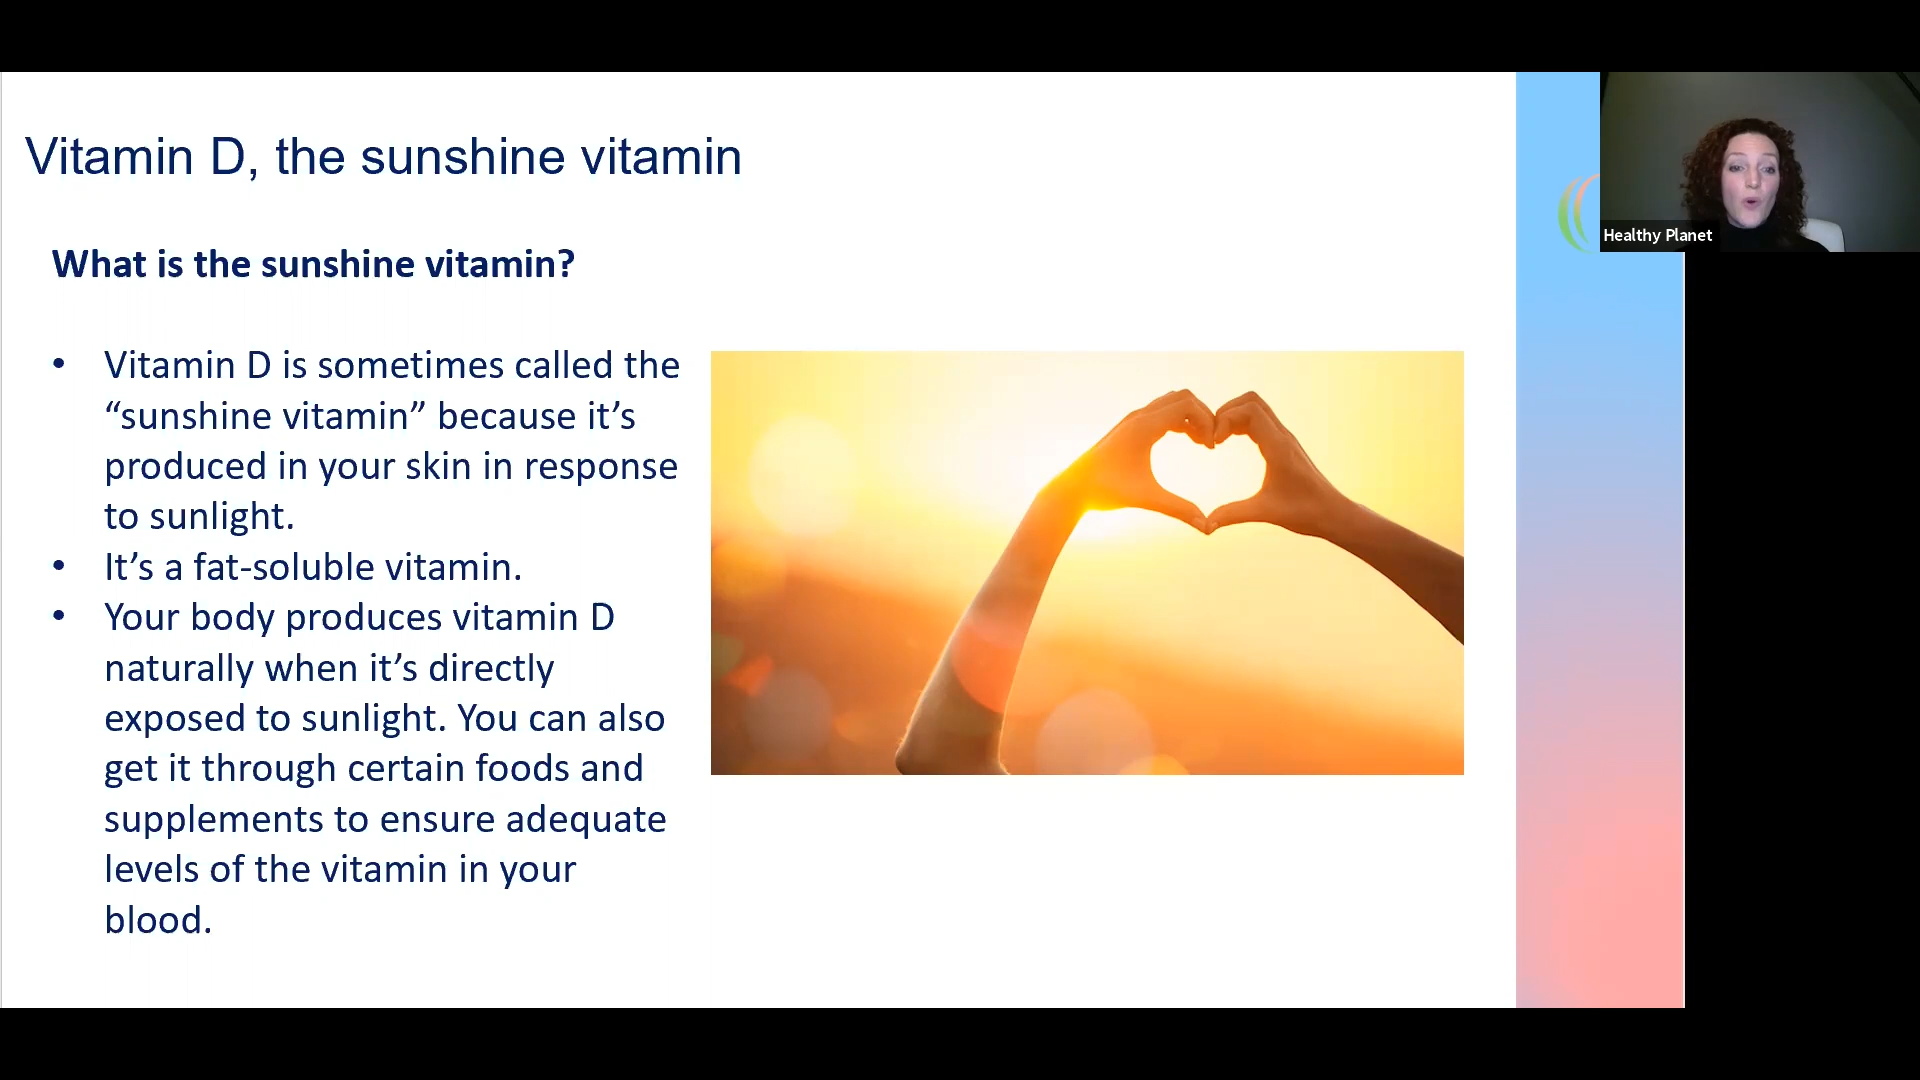 Vitamin D, the sunshine vitamin
Healthy Planet
What is the sunshine vitamin?
• Vitamin D is sometimes called the
“sunshine vitamin” because it’s
produced in your skin in response
to sunlight.
• It’s a fat-soluble vitamin.
• Your body produces vitamin D
naturally when it’s directly
exposed to sunlight. You can also
get it through certain foods and
supplements to ensure adequate
levels of the vitamin in your
blood.